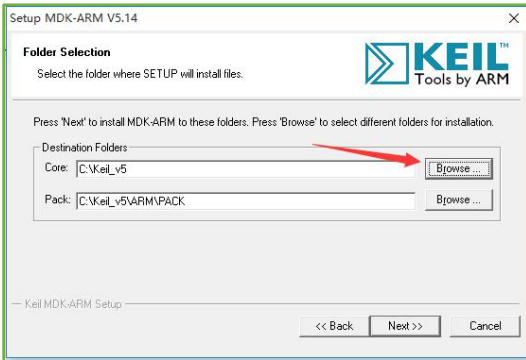 Setup MDK-ARM V5.14
Folder Selection
Select the folder where SETUP will install files.
KEIL™
Tools by ARM
Press 'Next' to install MDK-ARM to these folders. Press 'Browse' to select different folders for installation.
Destination Folders
Core: C:\Keil_v5 Browse ...
Pack: C:\Keil_v5\ARM\PACK Browse ...
Keil MDK-ARM Setup
<< Back Next >> Cancel